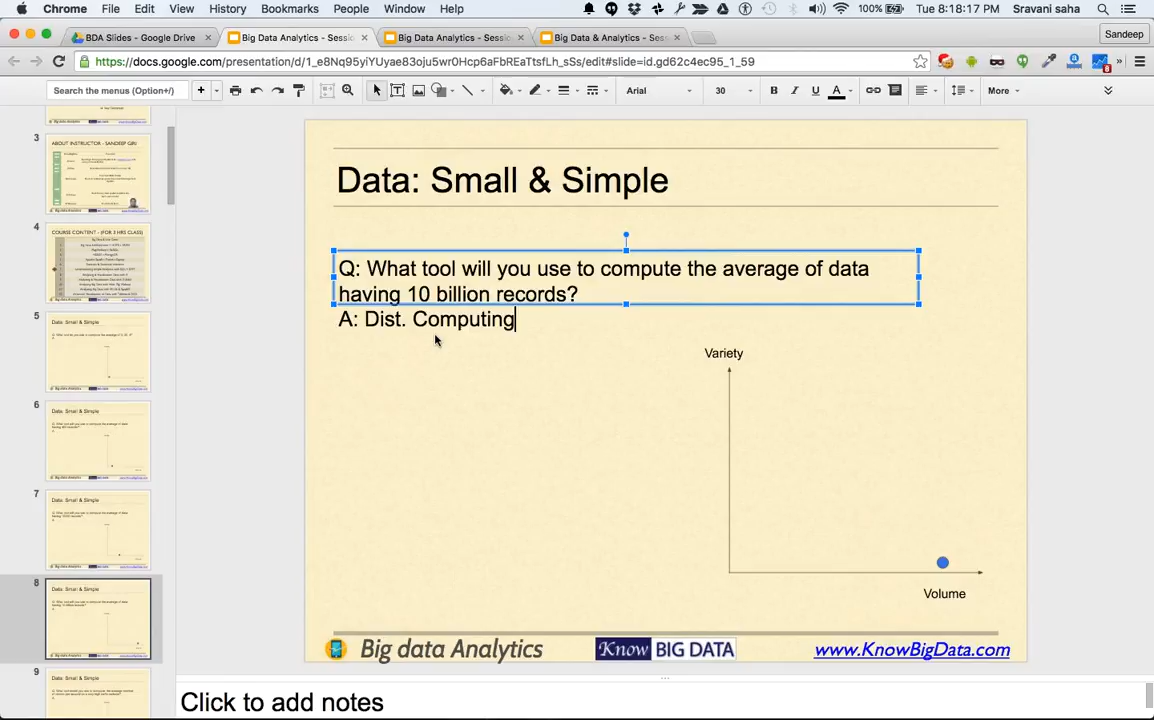 Chrome File Edit View History Bookmarks People Window Help 100% Tue 8:18:17 PM Sravani saha
BDA Slides - Google Drive × Big Data Analytics - Sessio × Big Data Analytics - Sessio × Big Data & Analytics - Sess × Sandeep
https://docs.google.com/presentation/d/1_e8Nq95yiYUyae83oju5wr0Hcp6aFbREaTtsfLh_sSs/edit#slide=id.gd62c4ec95_1_59
Search the menus (Option+/) Arial 30 B I U A More
3
ABOUT INSTRUCTOR - SANDEEP GIRI
4
COURSE CONTENT - (FOR 3 HRS CLASS)
5
Data: Small & Simple
6
Data: Small & Simple
7
Data: Small & Simple
8
Data: Small & Simple
9
Data: Small & Simple
Data: Small & Simple
Q: What tool will you use to compute the average of data
having 10 billion records?
A: Dist. Computing
Variety
Volume
Big data Analytics Know BIG DATA www.KnowBigData.com
Click to add notes